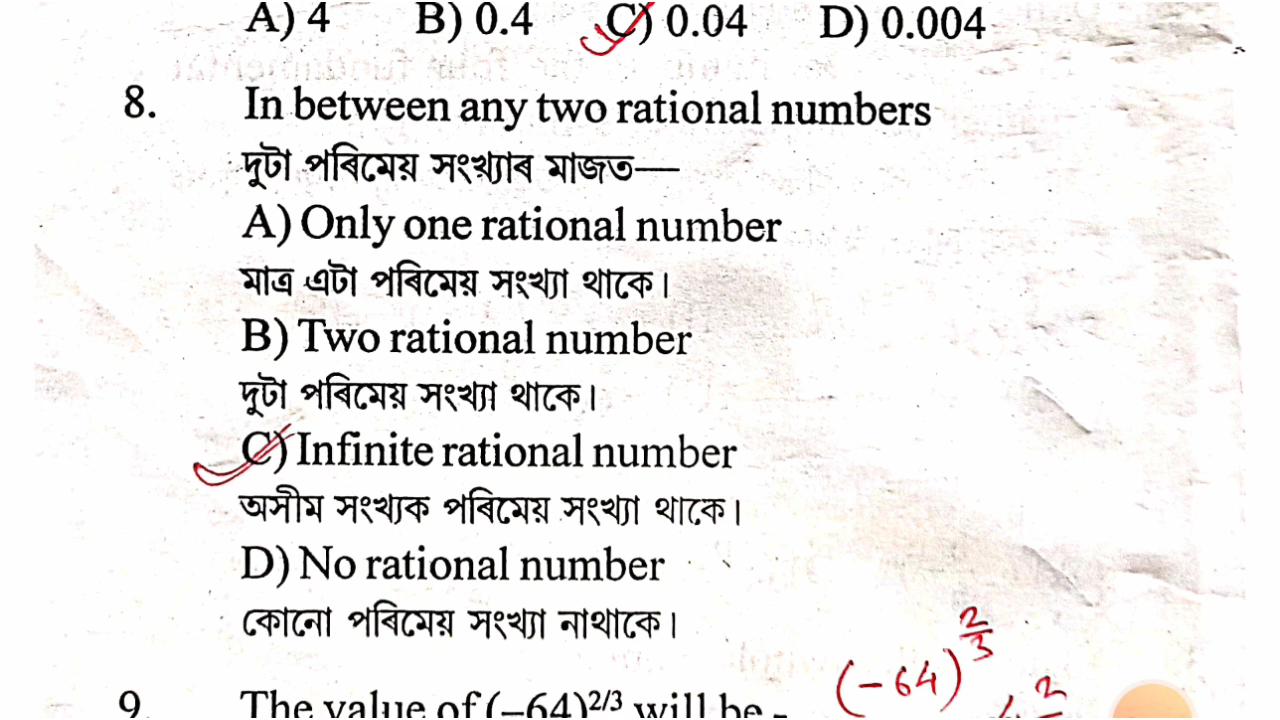 A) 4 B) 0.4 C) 0.04 D) 0.004
8. In between any two rational numbers
দুটা পৰিমেয় সংখ্যাৰ মাজত—
A) Only one rational number
মাত্ৰ এটা পৰিমেয় সংখ্যা থাকে।
B) Two rational number
দুটা পৰিমেয় সংখ্যা থাকে।
C) Infinite rational number
অসীম সংখ্যক পৰিমেয় সংখ্যা থাকে।
D) No rational number
কোনো পৰিমেয় সংখ্যা নাথাকে।
(-64)^2/3
9. The value of (–64)^2/3 will be -